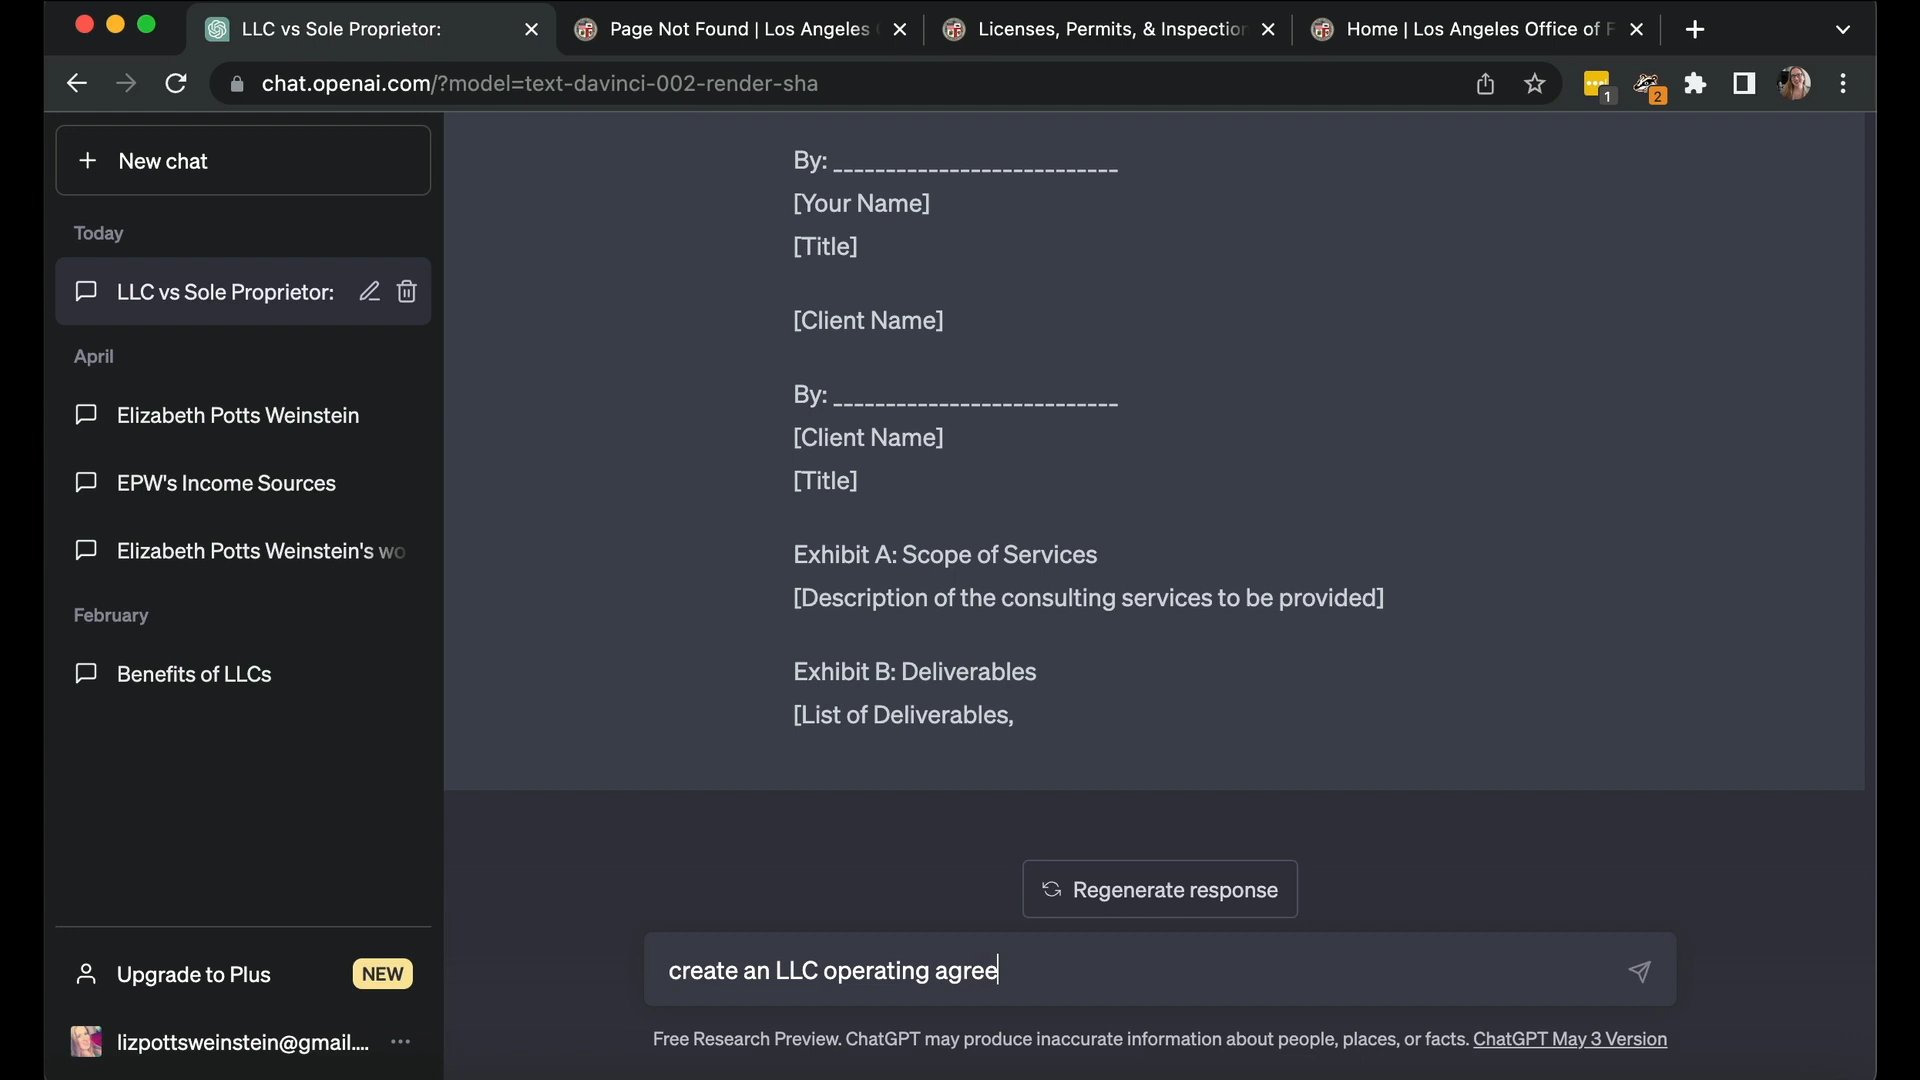 LLC vs Sole Proprietor:
Page Not Found | Los Angeles
Licenses, Permits, & Inspection
Home | Los Angeles Office of F
chat.openai.com/?model=text-davinci-002-render-sha
1
2
New chat
Today
LLC vs Sole Proprietor:
April
Elizabeth Potts Weinstein
EPW's Income Sources
Elizabeth Potts Weinstein's wo
February
Benefits of LLCs
Upgrade to Plus NEW
lizpottsweinstein@gmail....
By: __________________________
[Your Name]
[Title]
[Client Name]
By: __________________________
[Client Name]
[Title]
Exhibit A: Scope of Services
[Description of the consulting services to be provided]
Exhibit B: Deliverables
[List of Deliverables,
Regenerate response
create an LLC operating agree
Free Research Preview. ChatGPT may produce inaccurate information about people, places, or facts. ChatGPT May 3 Version